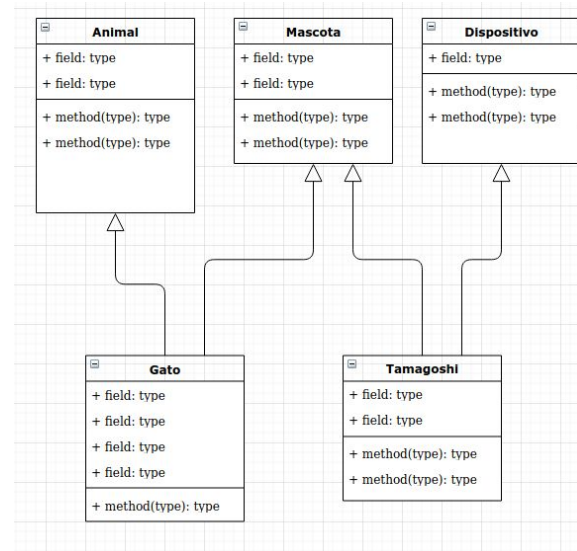 Animal
+ field: type
+ field: type
+ method(type): type
+ method(type): type
Mascota
+ field: type
+ field: type
+ method(type): type
+ method(type): type
Dispositivo
+ field: type
+ method(type): type
+ method(type): type
Gato
+ field: type
+ field: type
+ field: type
+ field: type
+ method(type): type
Tamagoshi
+ field: type
+ field: type
+ method(type): type
+ method(type): type